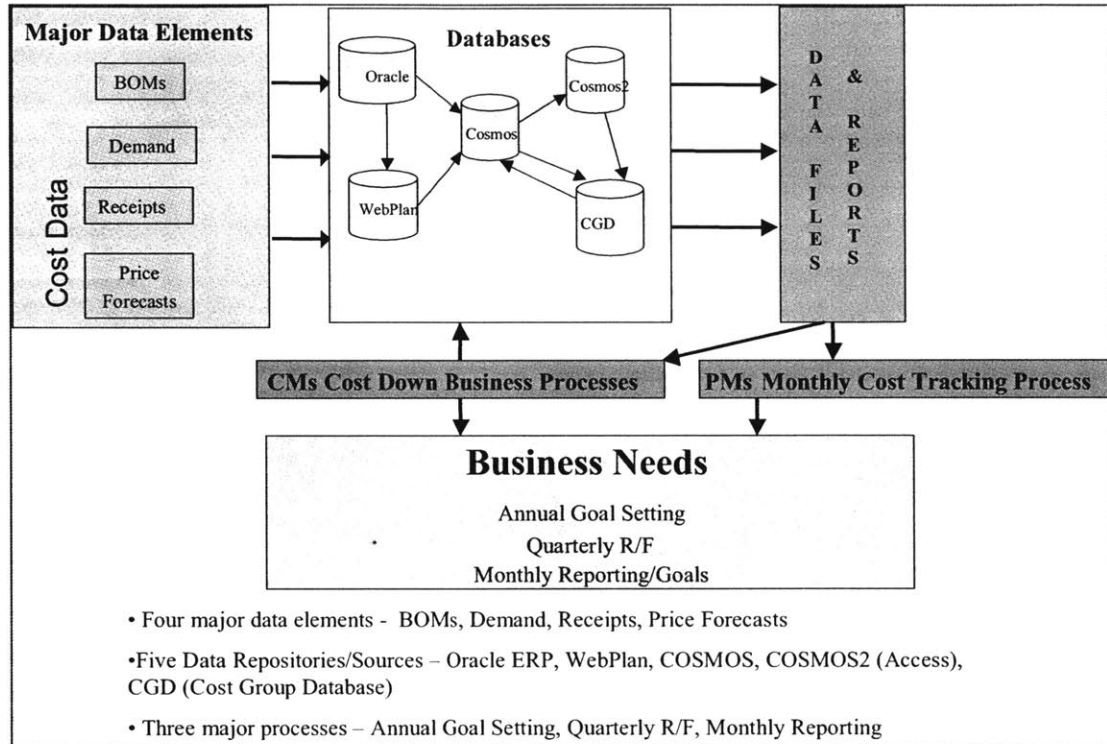 Major Data Elements
BOMs
Demand
Receipts
Price
Forecasts
Cost Data
Databases
Oracle
Cosmos2
Cosmos
WebPlan
CGD
DATA FILES
& REPORTS
CMs Cost Down Business Processes
PMs Monthly Cost Tracking Process
Business Needs
Annual Goal Setting
Quarterly R/F
Monthly Reporting/Goals
• Four major data elements - BOMs, Demand, Receipts, Price Forecasts
•Five Data Repositories/Sources – Oracle ERP, WebPlan, COSMOS, COSMOS2 (Access),
CGD (Cost Group Database)
• Three major processes – Annual Goal Setting, Quarterly R/F, Monthly Reporting